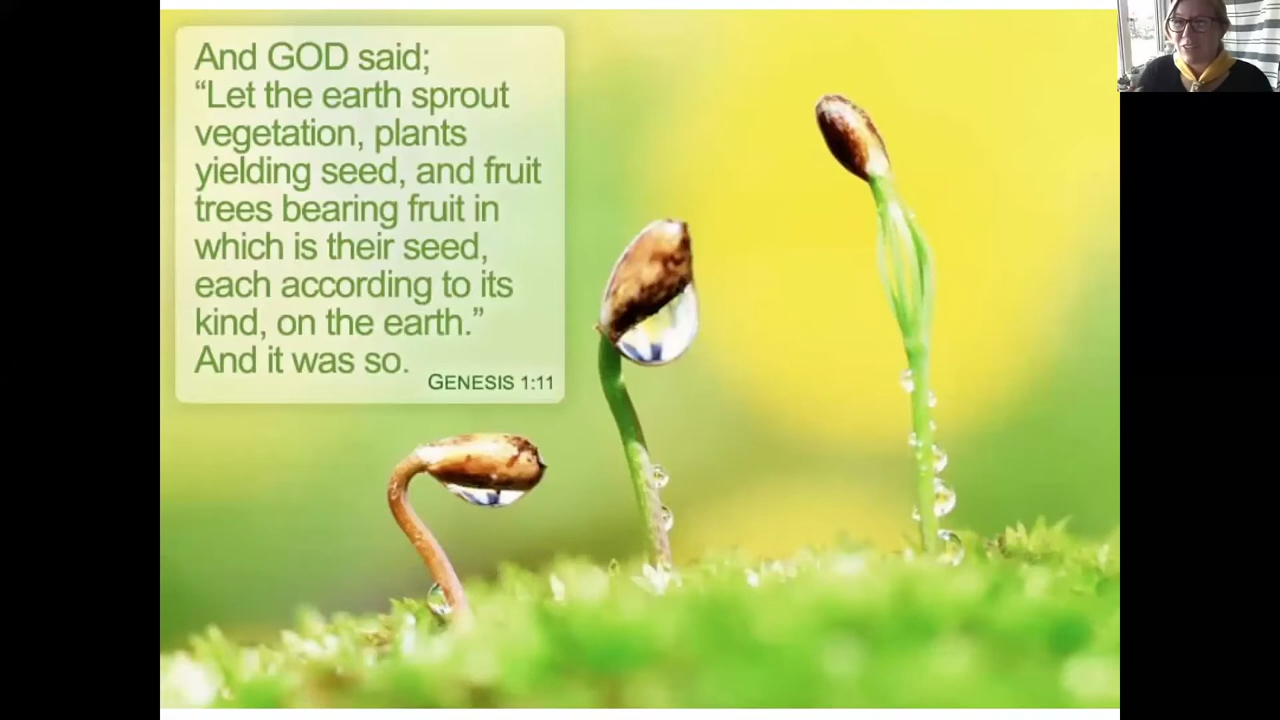 And GOD said;
“Let the earth sprout
vegetation, plants
yielding seed, and fruit
trees bearing fruit in
which is their seed,
each according to its
kind, on the earth.”
And it was so.
GENESIS 1:11